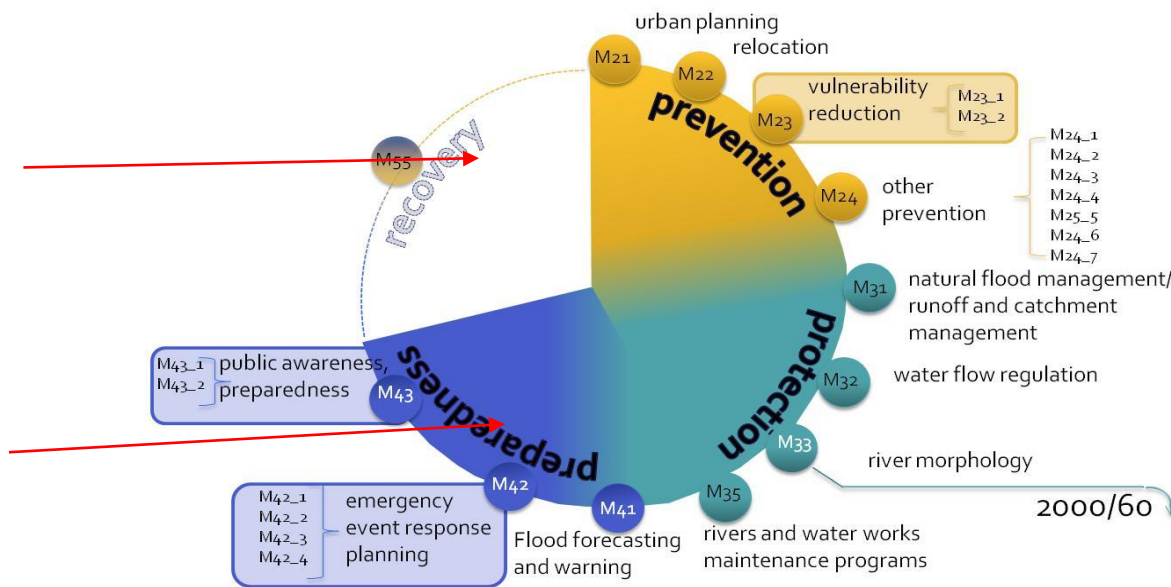 urban planning
M21
relocation
M22
prevention
vulnerability
reduction
M23_1
M23_2
M23
M24_1
M24_2
M24_3
M24_4
M25_5
M24_6
M24_7
M24
other
prevention
M55
recovery
M31
natural flood management/
runoff and catchment
management
protection
M32
water flow regulation
M33
river morphology
2000/60
M35
rivers and water works
maintenance programs
M41
Flood forecasting
and warning
preparedness
M42
M42_1
M42_2
M42_3
M42_4
emergency
event response
planning
M43
M43_1
M43_2
public awareness,
preparedness